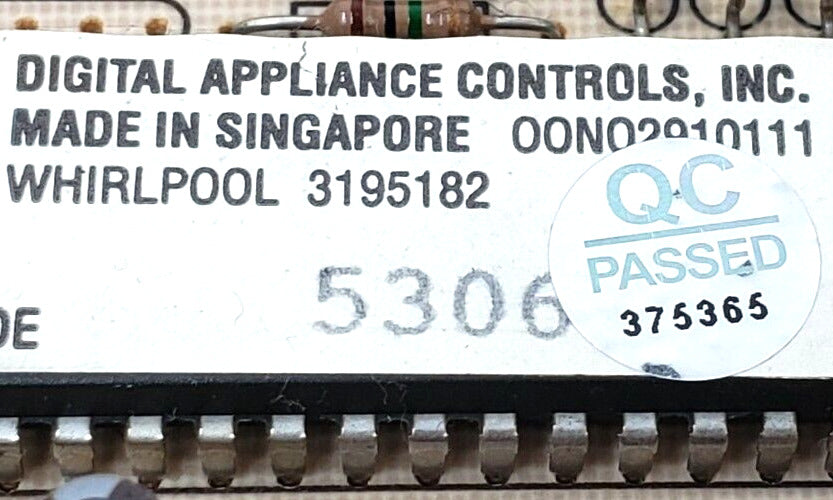 DIGITAL APPLIANCE CONTROLS, INC.
MADE IN SINGAPORE 00N02910111
WHIRLPOOL 3195182
5306
DE
QC
PASSED
375365